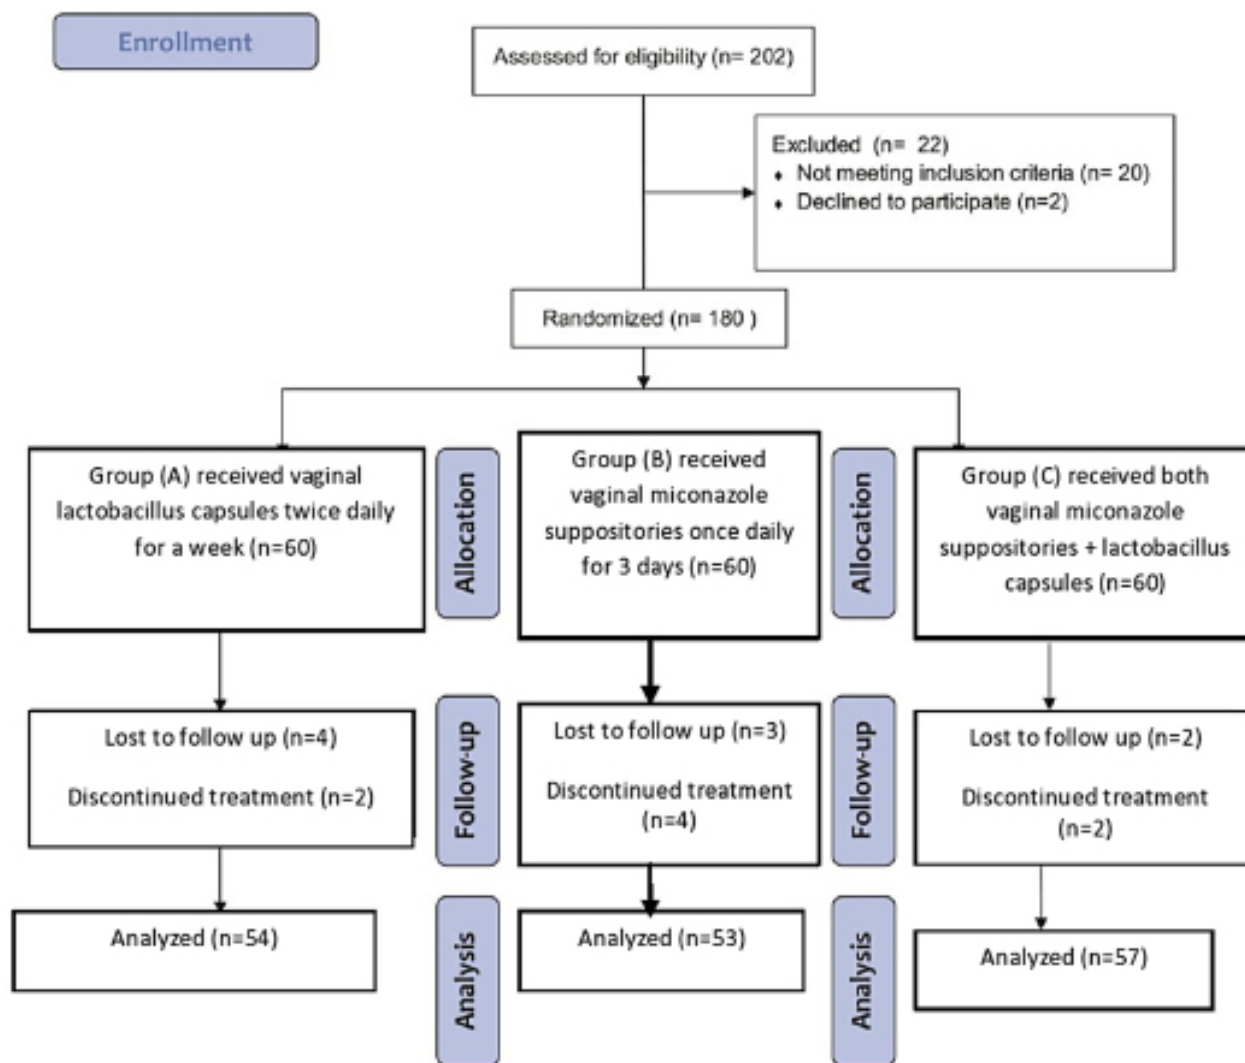 Enrollment
Assessed for eligibility (n= 202)
Excluded (n= 22)
♦ Not meeting inclusion criteria (n= 20)
♦ Declined to participate (n=2)
Randomized (n= 180 )
Group (A) received vaginal
lactobacillus capsules twice daily
for a week (n=60)
Allocation
Group (B) received
vaginal miconazole
suppositories once daily
for 3 days (n=60)
Allocation
Group (C) received both
vaginal miconazole
suppositories + lactobacillus
capsules (n=60)
Lost to follow up (n=4)
Discontinued treatment (n=2)
Follow-up
Lost to follow up (n=3)
Discontinued treatment
(n=4)
Follow-up
Lost to follow up (n=2)
Discontinued treatment
(n=2)
Analyzed (n=54)
Analysis
Analyzed (n=53)
Analysis
Analyzed (n=57)